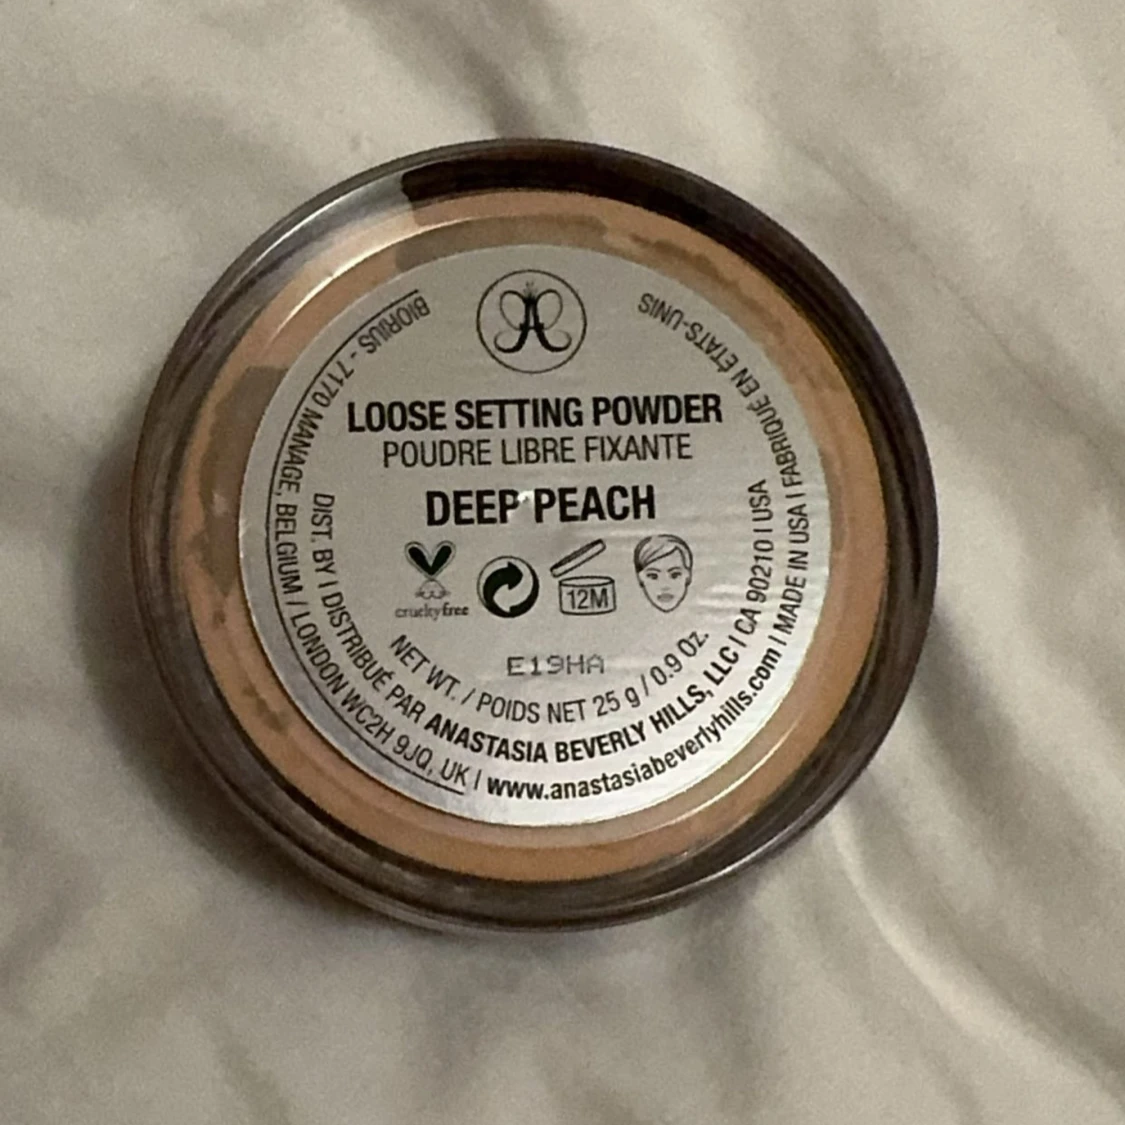 LOOSE SETTING POWDER
POUDRE LIBRE FIXANTE
DEEP PEACH
crueltyfree
12M
E19HA
NET WT. / POIDS NET 25 g / 0.9 Oz.
DIST. BY | DISTRIBUÉ PAR ANASTASIA BEVERLY HILLS, LLC | CA 90210 | USA
BIORIUS - 7170 MANAGE, BELGIUM / LONDON WC2H 9JQ, UK | www.anastasiabeverlyhills.com | MADE IN USA | FABRIQUÉ EN ÉTATS-UNIS